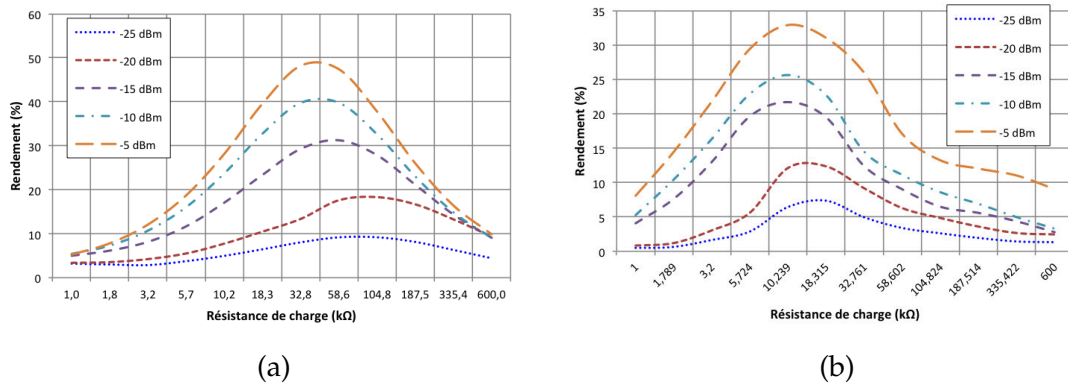 60
50
40
30
20
10
0
Rendement (%)
-25 dBm
-20 dBm
-15 dBm
-10 dBm
-5 dBm
1,0 1,8 3,2 5,7 10,2 18,3 32,8 58,6 104,8 187,5 335,4 600,0
Résistance de charge (kΩ)
(a)
35
30
25
20
15
10
5
0
Rendement (%)
-25 dBm
-20 dBm
-15 dBm
-10 dBm
-5 dBm
1 1,789 3,2 5,724 10,239 18,315 32,761 58,602 104,824 187,514 335,422 600
Résistance de charge (kΩ)
(b)